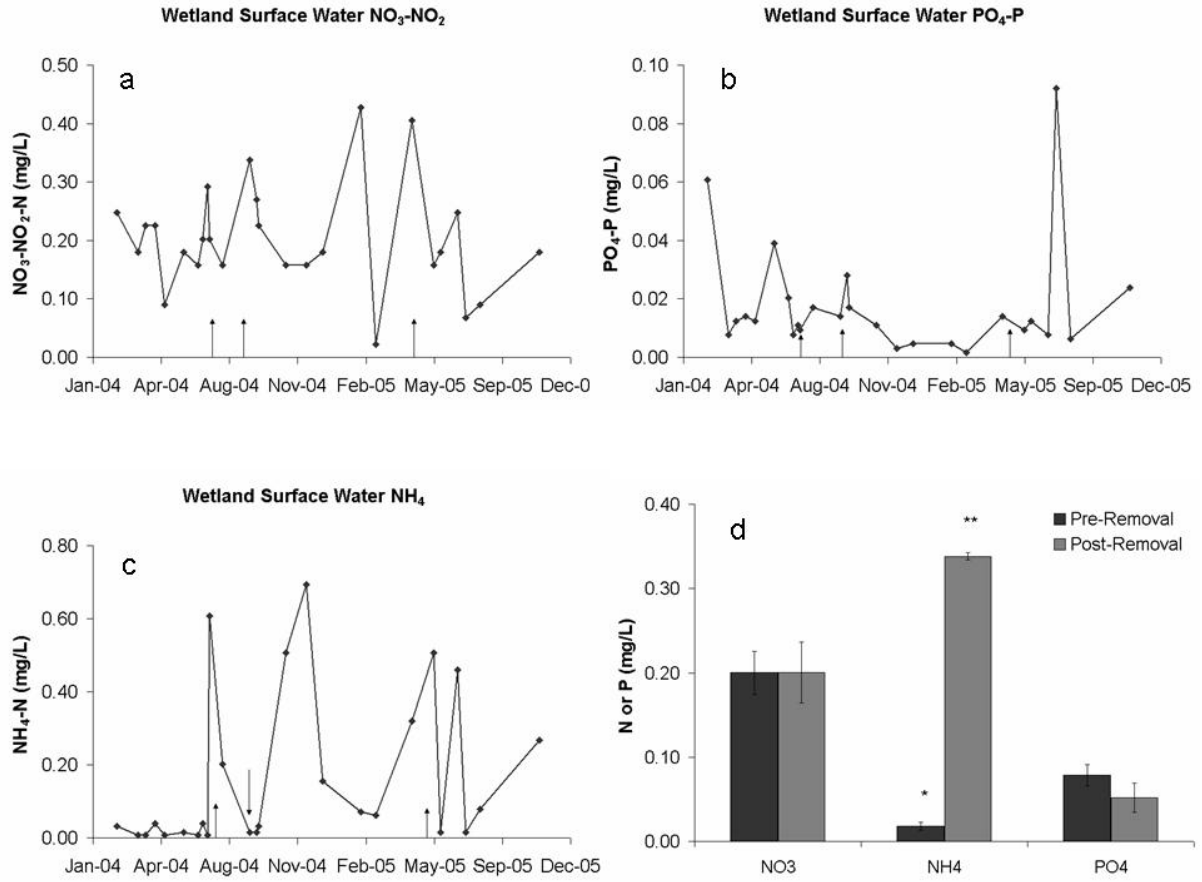 Wetland Surface Water NO₃-NO₂
a
NO₃-NO₂-N (mg/L)
0.50
0.40
0.30
0.20
0.10
0.00
Jan-04 Apr-04 Aug-04 Nov-04 Feb-05 May-05 Sep-05 Dec-0
Wetland Surface Water PO₄-P
b
PO₄-P (mg/L)
0.10
0.08
0.06
0.04
0.02
0.00
Jan-04 Apr-04 Aug-04 Nov-04 Feb-05 May-05 Sep-05 Dec-05
Wetland Surface Water NH₄
c
NH₄-N (mg/L)
0.80
0.60
0.40
0.20
0.00
Jan-04 Apr-04 Aug-04 Nov-04 Feb-05 May-05 Sep-05 Dec-05
d
N or P (mg/L)
0.40
0.30
0.20
0.10
0.00
Pre-Removal
Post-Removal
*
**
NO3 NH4 PO4